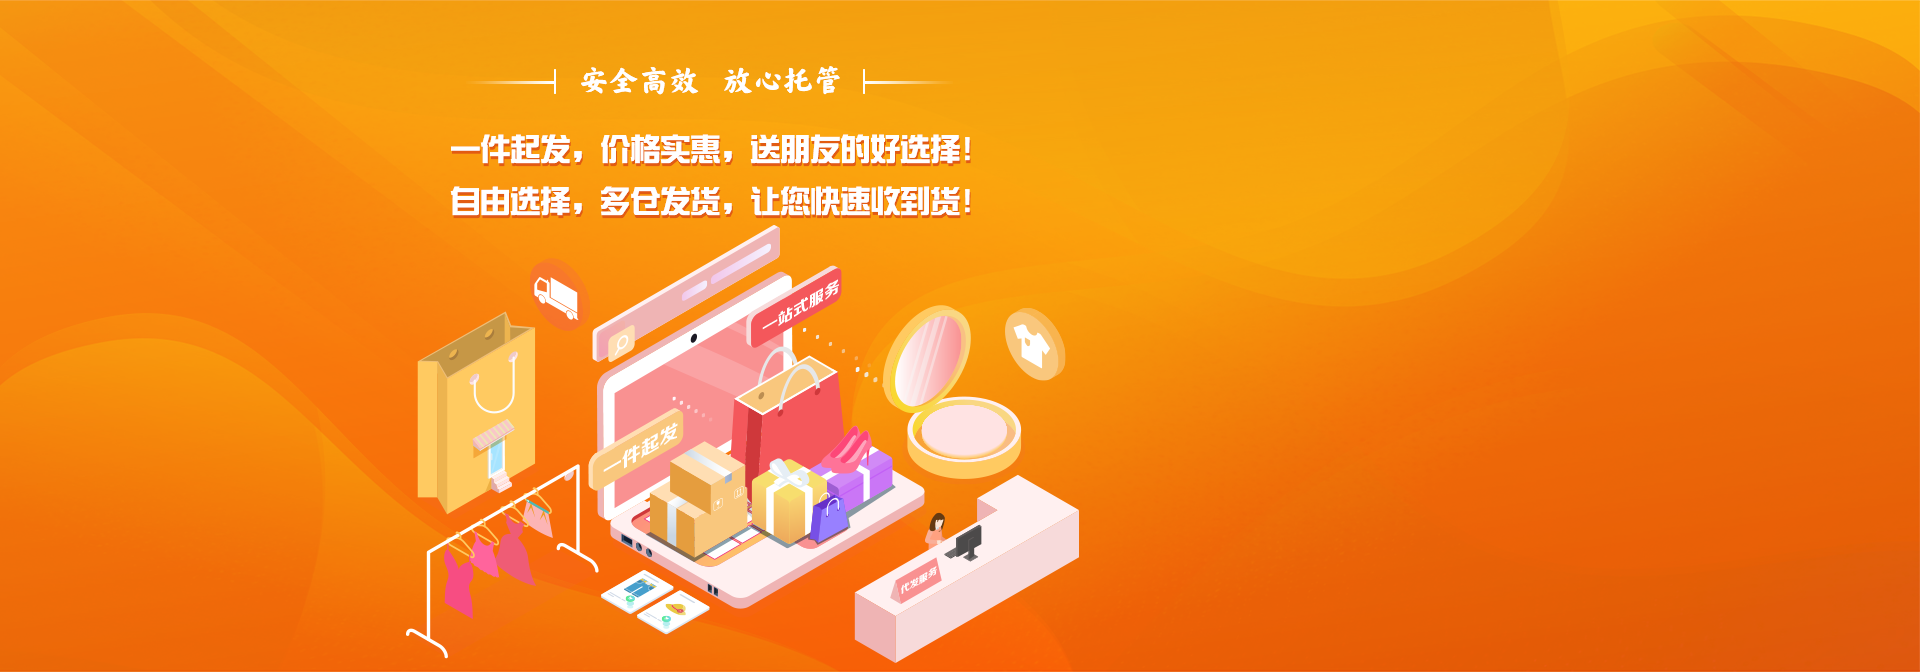 安全高效 放心托管
一件起发，价格实惠，送朋友的好选择！
自由选择，多仓发货，让您快速收到货！
一站式服务
一件起发
代发服务